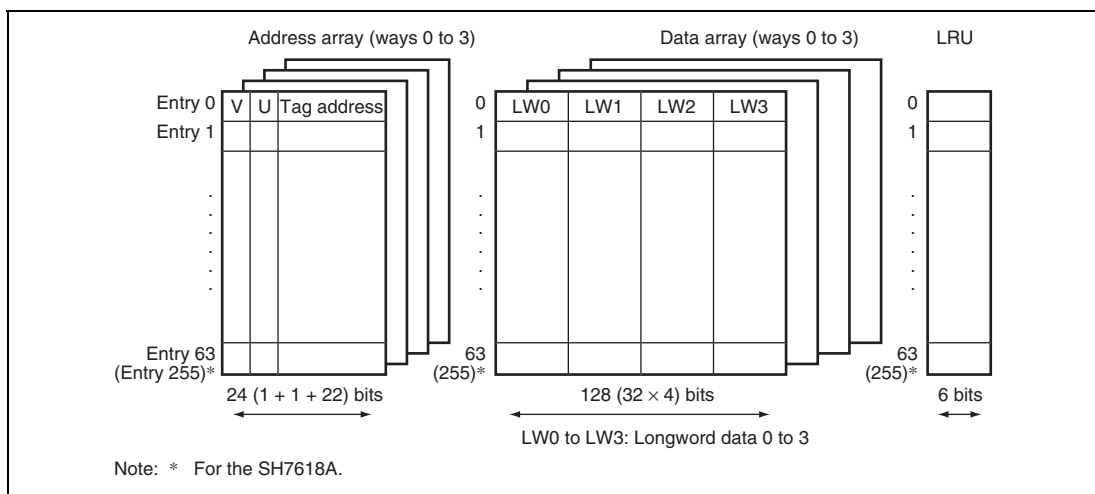 Address array (ways 0 to 3) Data array (ways 0 to 3) LRU
Entry 0 V U Tag address 0 LW0 LW1 LW2 LW3 0
Entry 1 1 1
Entry 63 63 63
(Entry 255)* (255)* (255)*
24 (1 + 1 + 22) bits 128 (32 × 4) bits 6 bits
LW0 to LW3: Longword data 0 to 3
Note: * For the SH7618A.